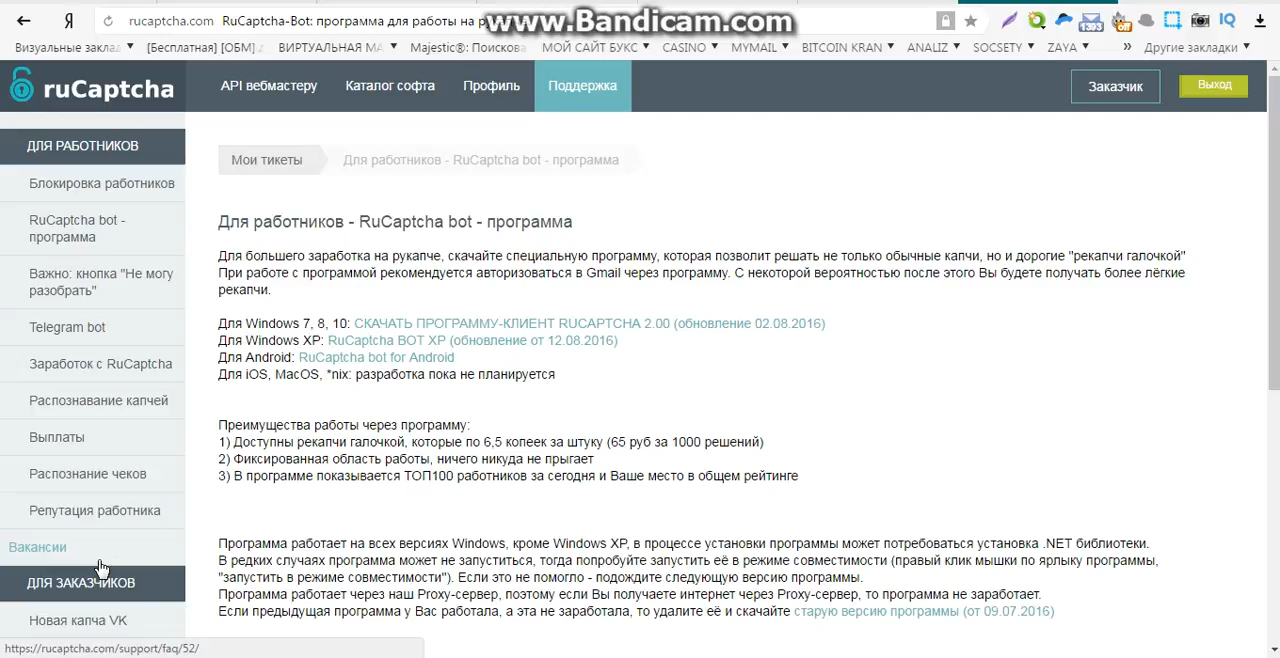 rucaptcha.com RuCaptcha-Bot: программа для работы на р
www.Bandicam.com
1393
off
Визуальные заклад
[Бесплатная] [ОБМ]
ВИРТУАЛЬНАЯ МА
Majestic®: Поискова
МОЙ САЙТ БУКС
CASINO
MYMAIL
BITCOIN KRAN
ANALIZ
SOCSETY
ZAYA
»
Другие закладки
ruCaptcha
API вебмастеру
Каталог софта
Профиль
Поддержка
Заказчик
Выход
ДЛЯ РАБОТНИКОВ
Блокировка работников
RuCaptcha bot -
программа
Важно: кнопка "Не могу
разобрать"
Telegram bot
Заработок с RuCaptcha
Распознавание капчей
Выплаты
Распознание чеков
Репутация работника
Вакансии
ДЛЯ ЗАКАЗЧИКОВ
Новая капча VK
https://rucaptcha.com/support/faq/52/
Мои тикеты
Для работников - RuCaptcha bot - программа
Для работников - RuCaptcha bot - программа
Для большего заработка на рукапче, скачайте специальную программу, которая позволит решать не только обычные капчи, но и дорогие "рекапчи галочкой"
При работе с программой рекомендуется авторизоваться в Gmail через программу. С некоторой вероятностью после этого Вы будете получать более лёгкие
рекапчи.
Для Windows 7, 8, 10: СКАЧАТЬ ПРОГРАММУ-КЛИЕНТ RUCAPTCHA 2.00 (обновление 02.08.2016)
Для Windows XP: RuCaptcha BOT XP (обновление от 12.08.2016)
Для Android: RuCaptcha bot for Android
Для iOS, MacOS, *nix: разработка пока не планируется
Преимущества работы через программу:
1) Доступны рекапчи галочкой, которые по 6,5 копеек за штуку (65 руб за 1000 решений)
2) Фиксированная область работы, ничего никуда не прыгает
3) В программе показывается ТОП100 работников за сегодня и Ваше место в общем рейтинге
Программа работает на всех версиях Windows, кроме Windows XP, в процессе установки программы может потребоваться установка .NET библиотеки.
В редких случаях программа может не запуститься, тогда попробуйте запустить её в режиме совместимости (правый клик мышки по ярлыку программы,
"запустить в режиме совместимости"). Если это не помогло - подождите следующую версию программы.
Программа работает через наш Proxy-сервер, поэтому если Вы получаете интернет через Proxy-сервер, то программа не заработает.
Если предыдущая программа у Вас работала, а эта не заработала, то удалите её и скачайте старую версию программы (от 09.07.2016)